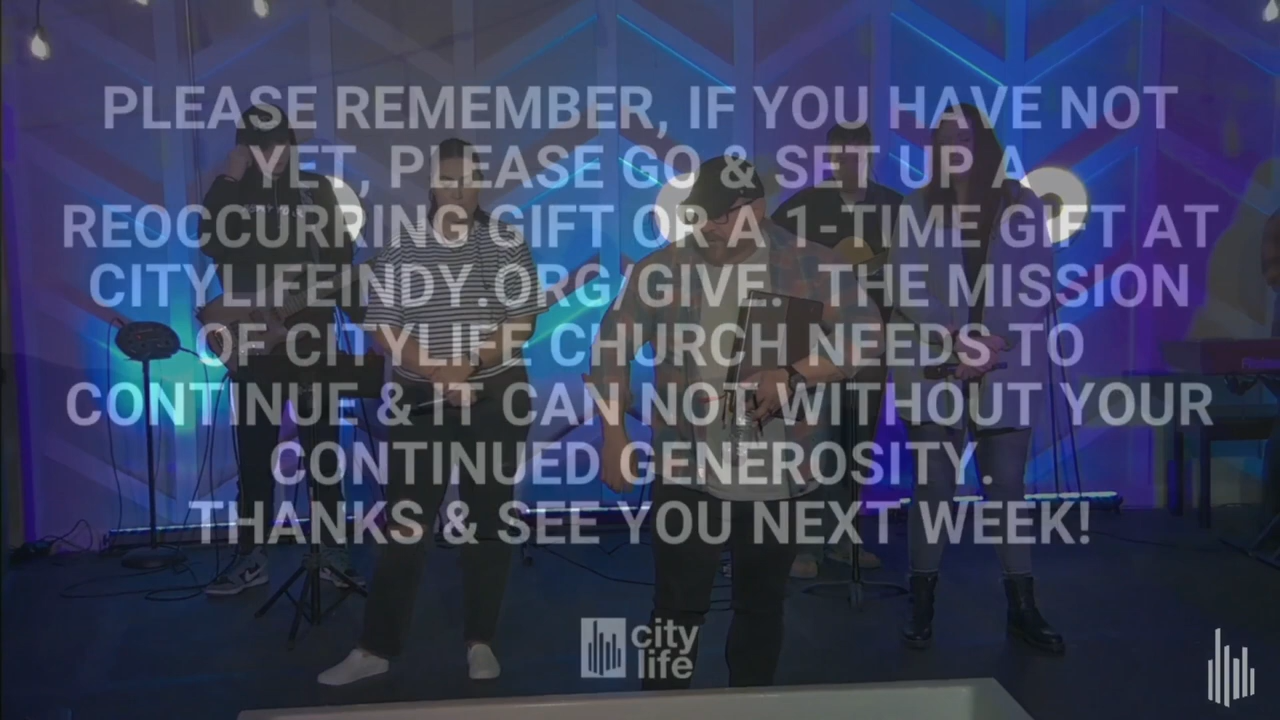 PLEASE REMEMBER, IF YOU HAVE NOT
YET, PLEASE GO & SET UP A
REOCCURRING GIFT OR A 1-TIME GIFT AT
CITYLIFEINDY.ORG/GIVE.  THE MISSION
OF CITYLIFE CHURCH NEEDS TO
CONTINUE & IT CAN NOT WITHOUT YOUR
CONTINUED GENEROSITY.
THANKS & SEE YOU NEXT WEEK!
city
life